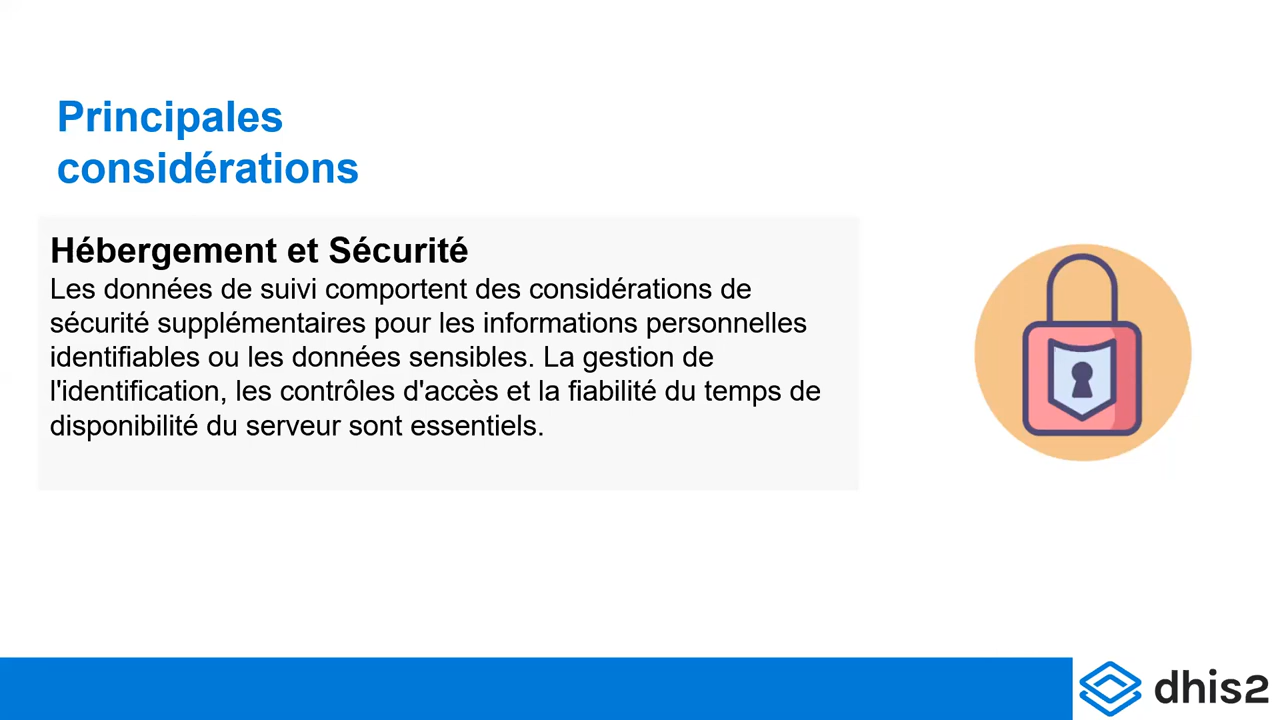 Principales
considérations
Hébergement et Sécurité
Les données de suivi comportent des considérations de
sécurité supplémentaires pour les informations personnelles
identifiables ou les données sensibles. La gestion de
l'identification, les contrôles d'accès et la fiabilité du temps de
disponibilité du serveur sont essentiels.
dhis2